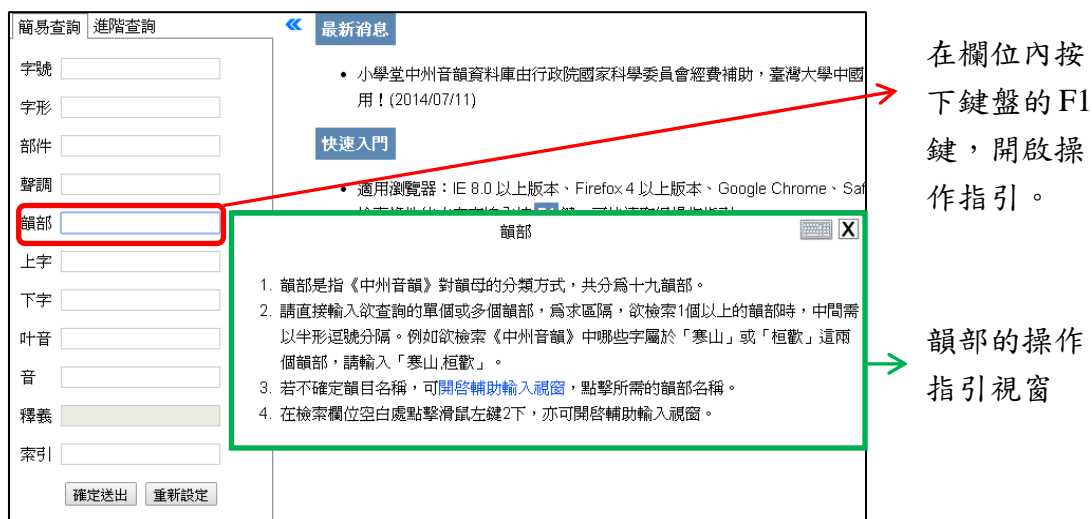 簡易查詢 進階查詢
字號
字形
部件
聲調
韻部
上字
下字
叶音
音
釋義
索引
確定送出 重新設定
最新消息
• 小學堂中州音韻資料庫由行政院國家科學委員會經費補助，臺灣大學中國
用！(2014/07/11)
快速入門
• 適用瀏覽器：IE 8.0 以上版本、Firefox 4 以上版本、Google Chrome、Saf
韻部 X
1. 韻部是指《中州音韻》對韻母的分類方式，共分爲十九韻部。
2. 請直接輸入欲查詢的單個或多個韻部，爲求區隔，欲檢索1個以上的韻部時，中間需
以半形逗號分隔。例如欲檢索《中州音韻》中哪些字屬於「寒山」或「桓歡」這兩
個韻部，請輸入「寒山,桓歡」。
3. 若不確定韻目名稱，可開啓輔助輸入視窗，點擊所需的韻部名稱。
4. 在檢索欄位空白處點擊滑鼠左鍵2下，亦可開啓輔助輸入視窗。
在欄位內按
下鍵盤的F1
鍵，開啟操
作指引。
韻部的操作
指引視窗